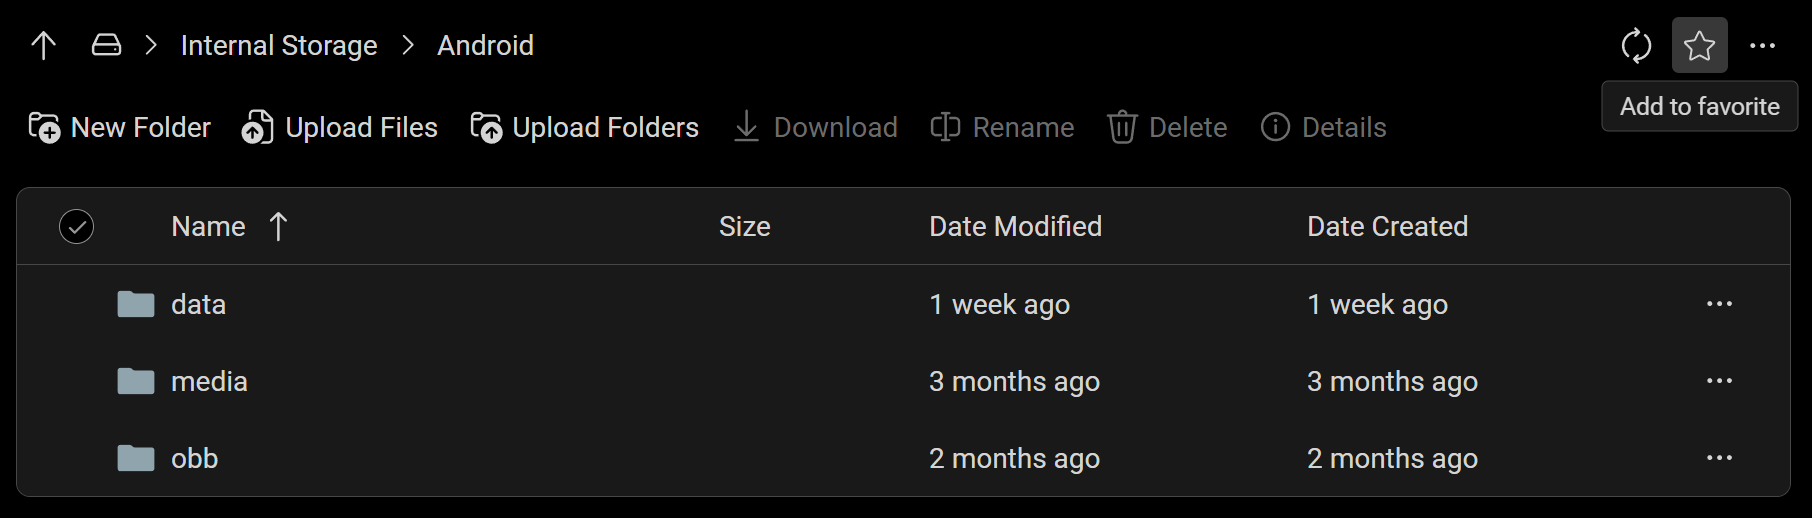 Internal Storage Android
Add to favorite
New Folder Upload Files Upload Folders Download Rename Delete Details
Name Size Date Modified Date Created
data 1 week ago 1 week ago
media 3 months ago 3 months ago
obb 2 months ago 2 months ago